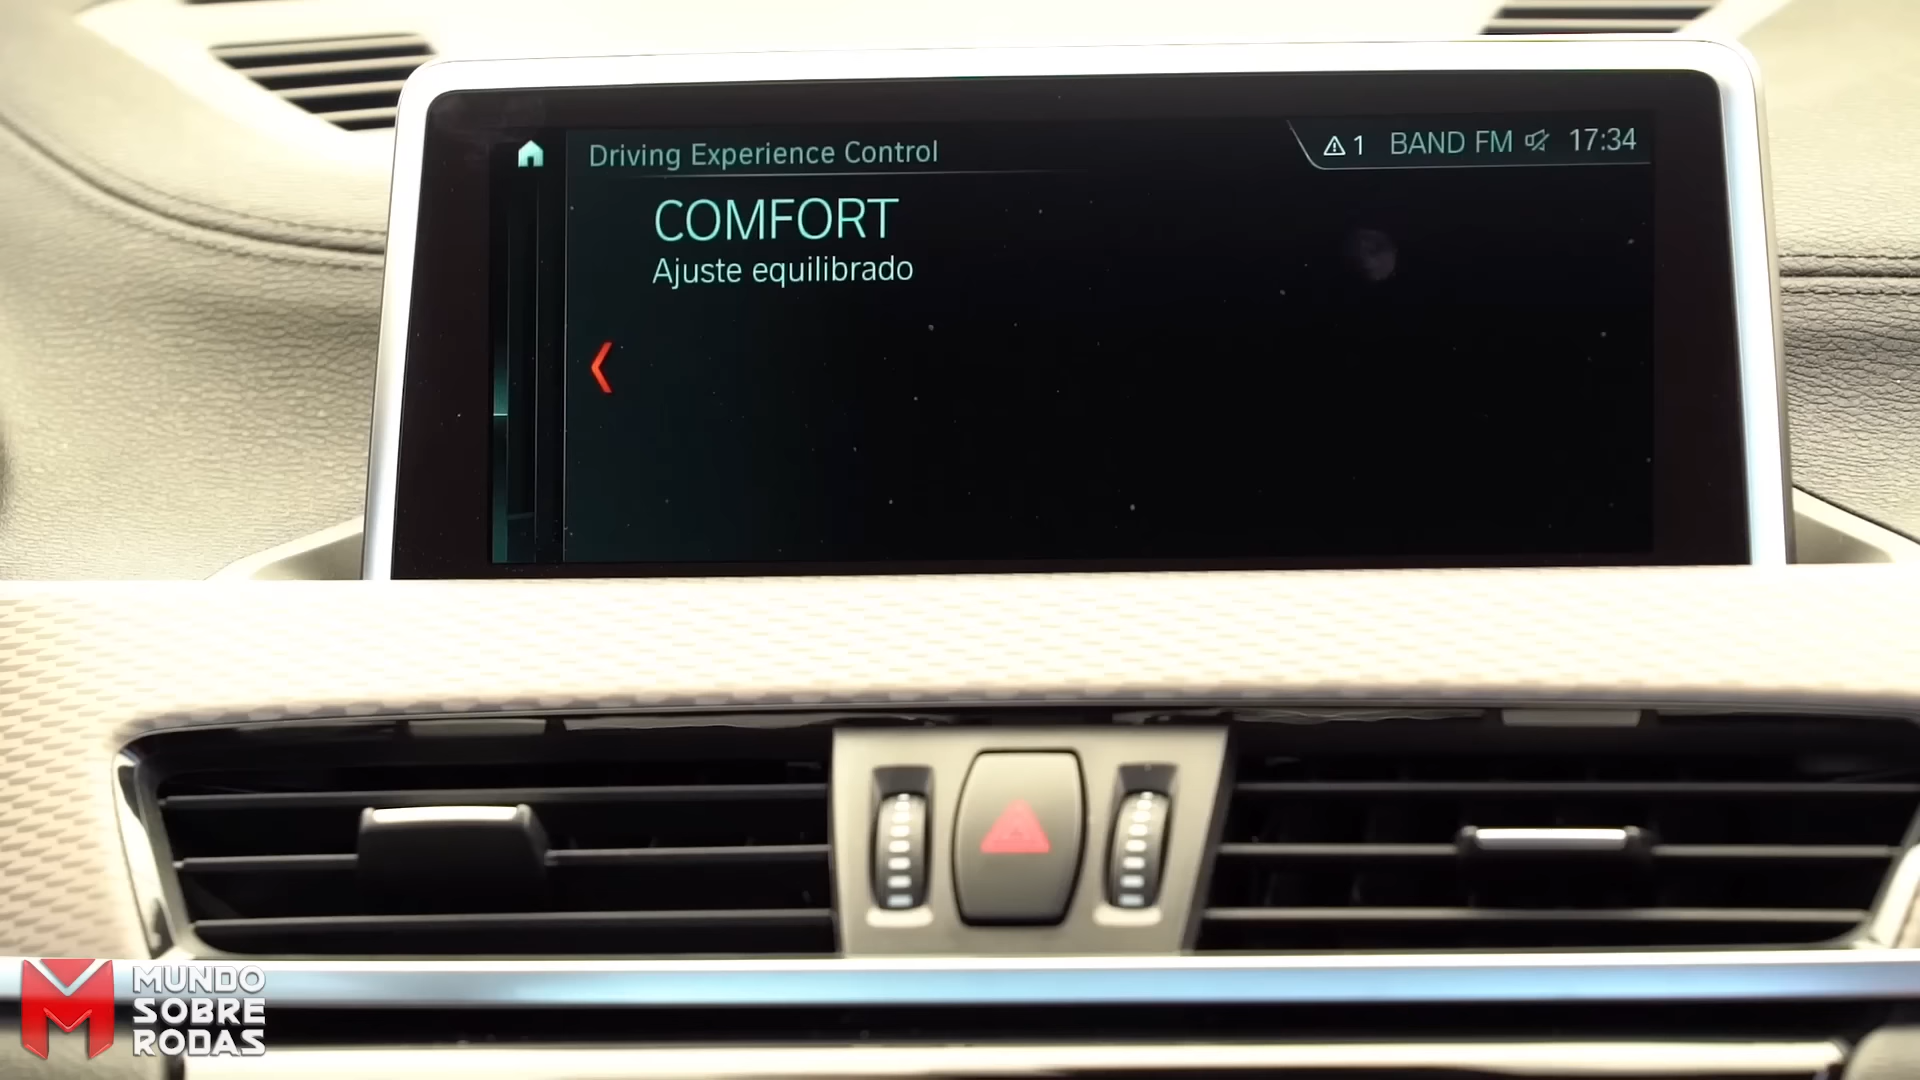 Driving Experience Control
1 BAND FM 17:34
COMFORT
Ajuste equilibrado
MUNDO
SOBRE
RODAS